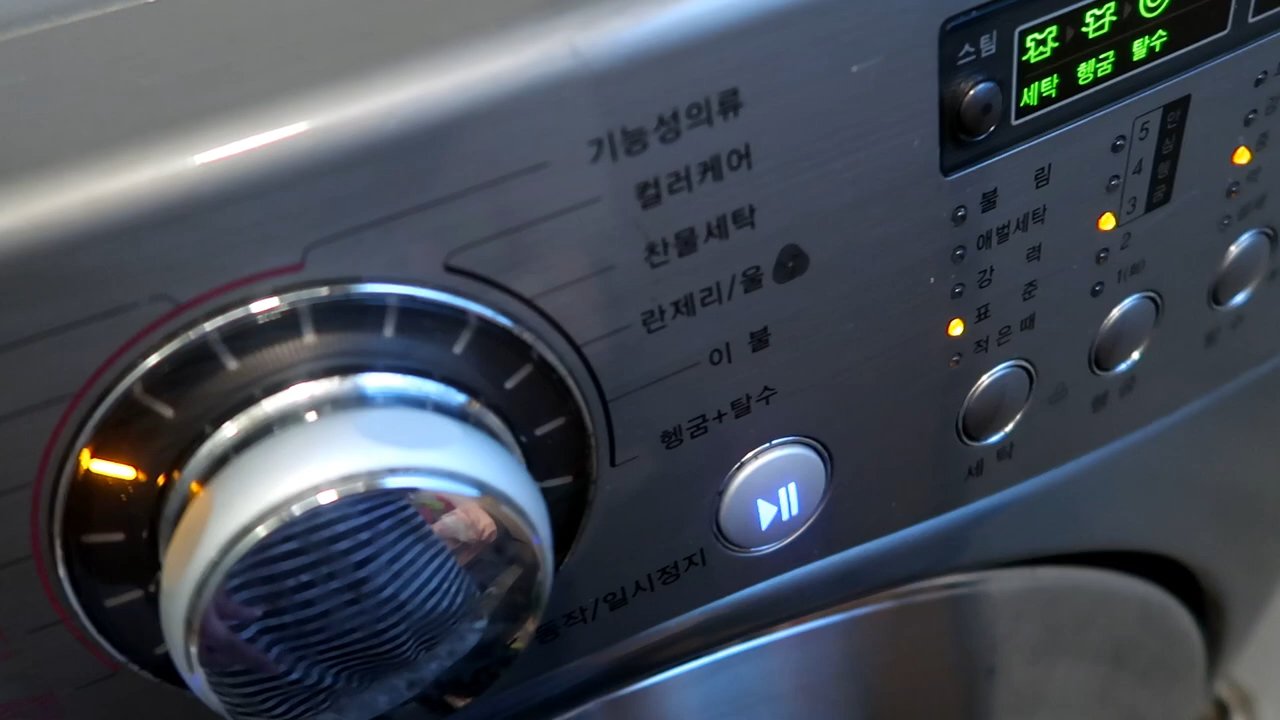 기능성의류
컬러케어
찬물세탁
란제리/울
이 불
헹굼+탈수
동작/일시정지
스팀
세탁 헹굼 탈수
불 림
애벌세탁
강 력
표 준
적은때
세 탁
5
4
3
2